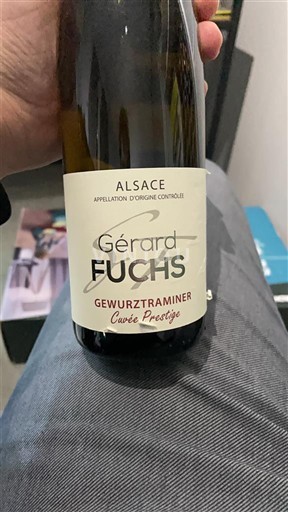 ALSACE
APPELLATION D'ORIGINE CONTRÔLÉE
Gérard
FUCHS
GEWURZTRAMINER
Cuvée Prestige